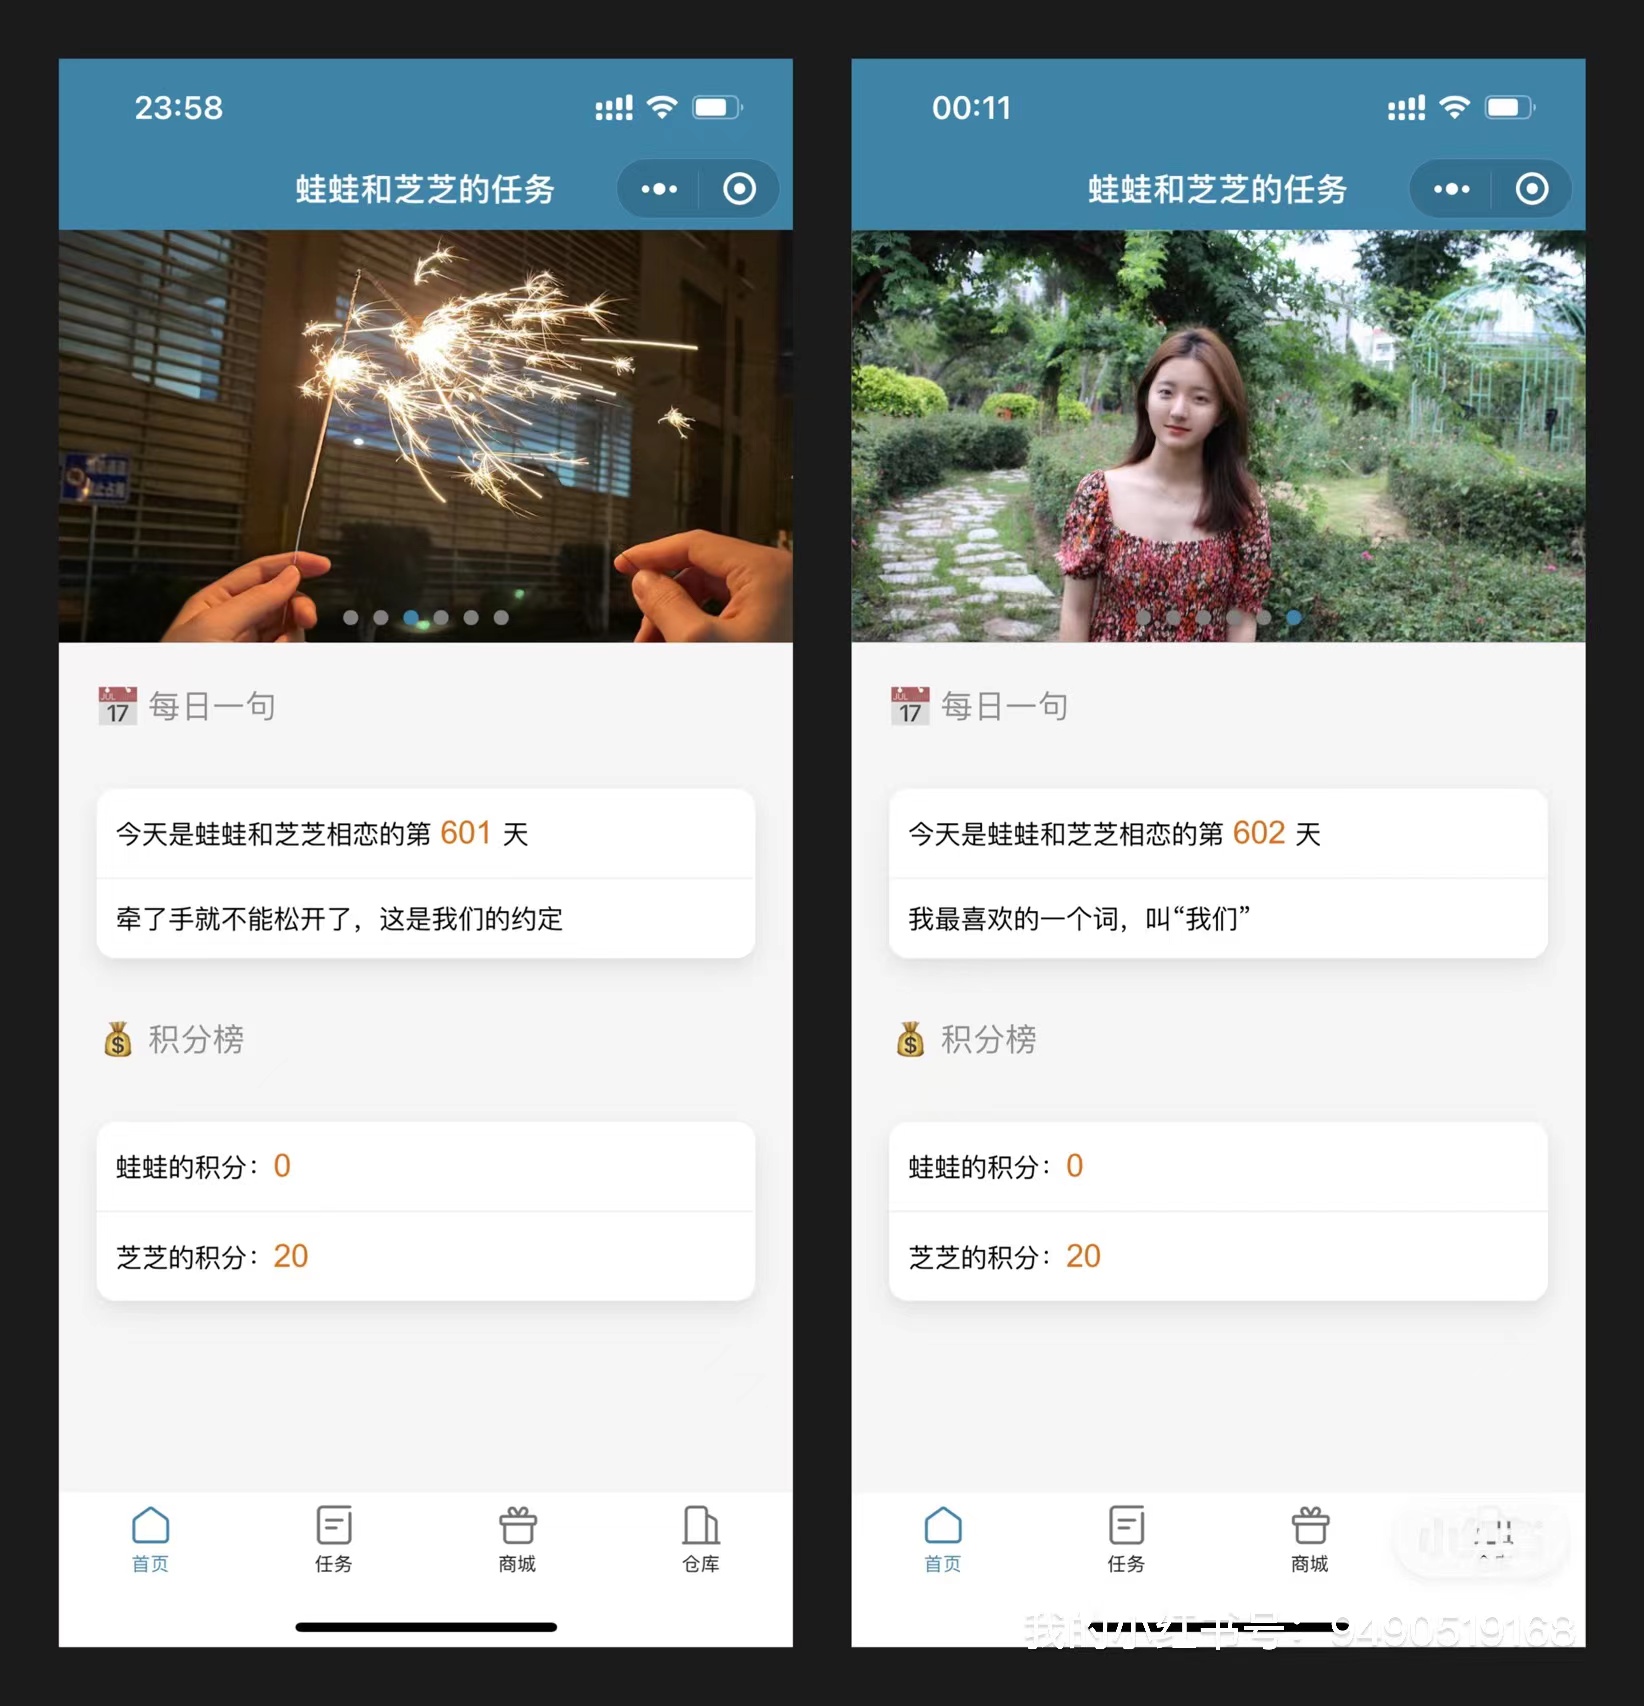 23:58
蛙蛙和芝芝的任务
JUL
17
每日一句
今天是蛙蛙和芝芝相恋的第 601 天
牵了手就不能松开了，这是我们的约定
积分榜
蛙蛙的积分：0
芝芝的积分：20
首页
任务
商城
仓库
00:11
蛙蛙和芝芝的任务
JUL
17
每日一句
今天是蛙蛙和芝芝相恋的第 602 天
我最喜欢的一个词，叫“我们”
积分榜
蛙蛙的积分：0
芝芝的积分：20
首页
任务
商城
小红书
我的小红书号：9490519168